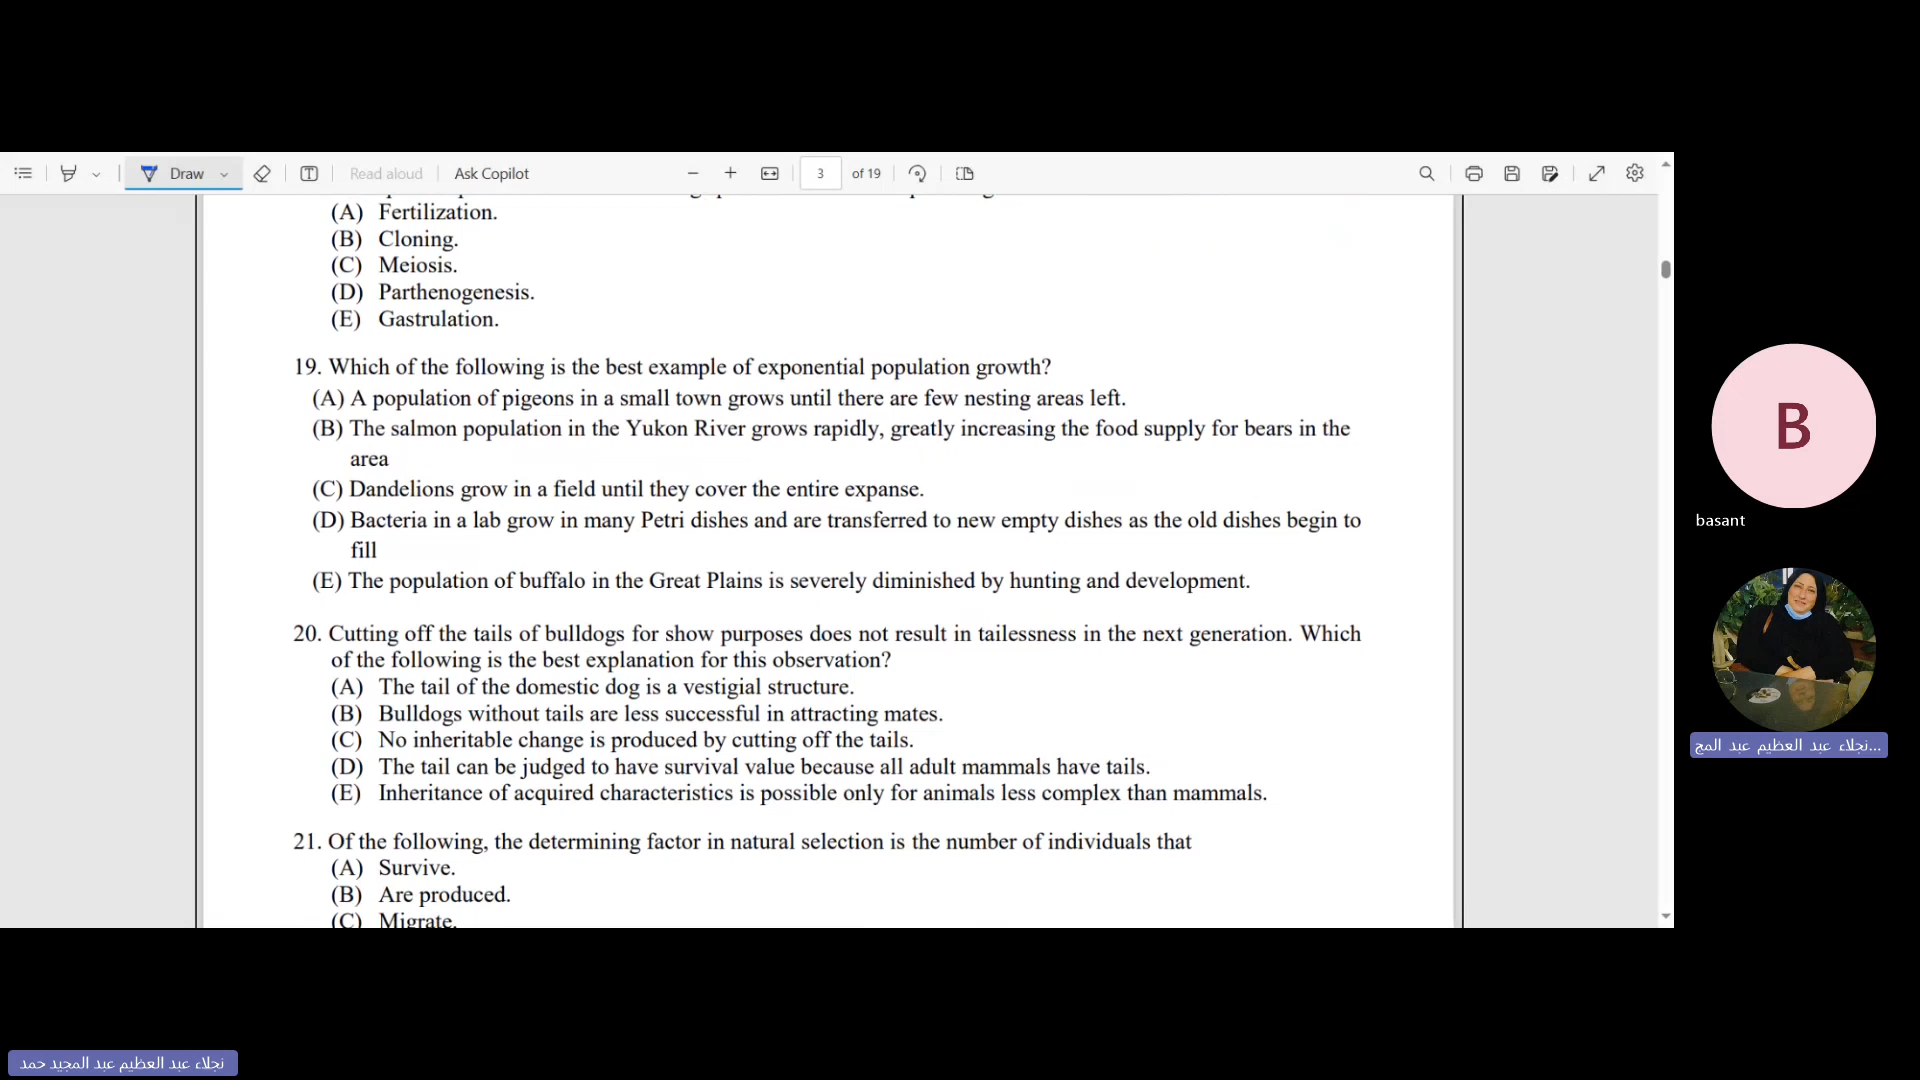 Draw
Read aloud
Ask Copilot
3
of 19
(A) Fertilization.
(B) Cloning.
(C) Meiosis.
(D) Parthenogenesis.
(E) Gastrulation.
19. Which of the following is the best example of exponential population growth?
(A) A population of pigeons in a small town grows until there are few nesting areas left.
(B) The salmon population in the Yukon River grows rapidly, greatly increasing the food supply for bears in the
area
(C) Dandelions grow in a field until they cover the entire expanse.
(D) Bacteria in a lab grow in many Petri dishes and are transferred to new empty dishes as the old dishes begin to
fill
(E) The population of buffalo in the Great Plains is severely diminished by hunting and development.
20. Cutting off the tails of bulldogs for show purposes does not result in taillessness in the next generation. Which
of the following is the best explanation for this observation?
(A) The tail of the domestic dog is a vestigial structure.
(B) Bulldogs without tails are less successful in attracting mates.
(C) No inheritable change is produced by cutting off the tails.
(D) The tail can be judged to have survival value because all adult mammals have tails.
(E) Inheritance of acquired characteristics is possible only for animals less complex than mammals.
21. Of the following, the determining factor in natural selection is the number of individuals that
(A) Survive.
(B) Are produced.
(C) Migrate.
B
basant
نجلاء عبد العظيم عبد المج...
نجلاء عبد العظيم عبد المجيد حمد